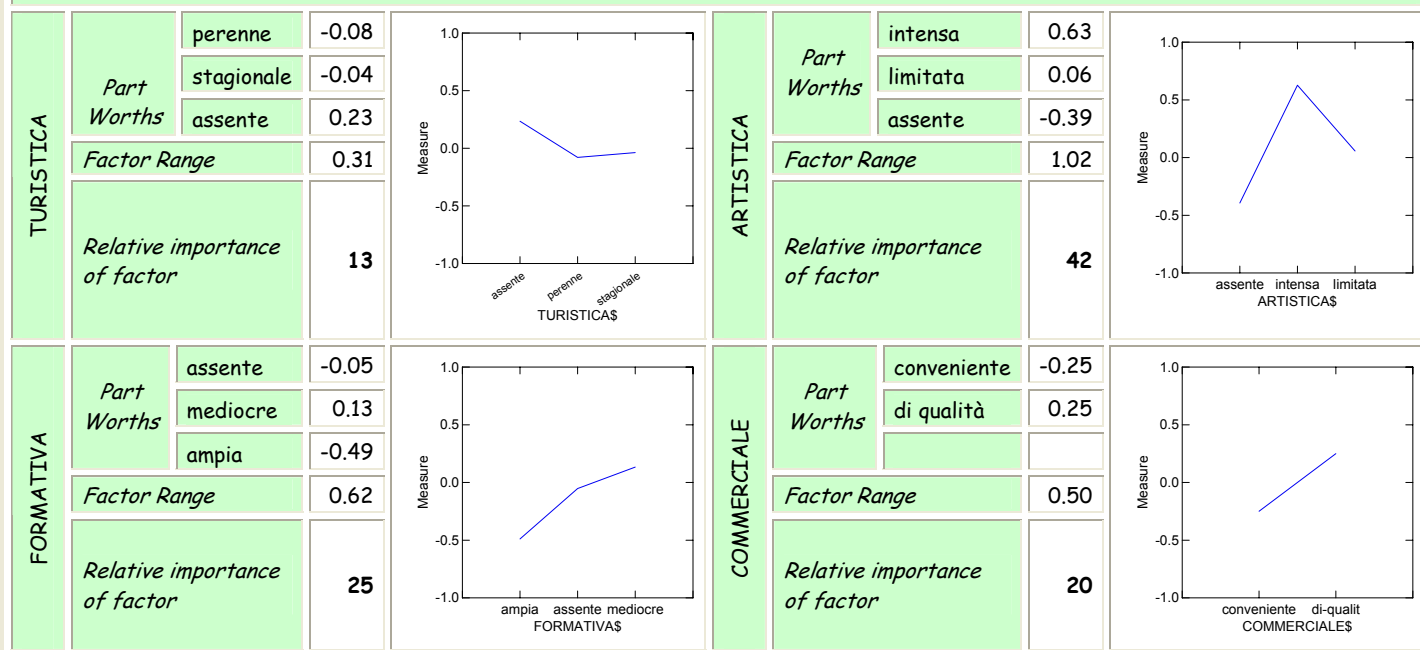 TURISTICA
Part
Worths
perenne -0.08
stagionale -0.04
assente 0.23
Factor Range 0.31
Relative importance
of factor
13
1.0
0.5
0.0
-0.5
-1.0
Measure
assente perenne stagionale
TURISTICA$
ARTISTICA
Part
Worths
intensa 0.63
limitata 0.06
assente -0.39
Factor Range 1.02
Relative importance
of factor
42
1.0
0.5
0.0
-0.5
-1.0
Measure
assente intensa limitata
ARTISTICA$
FORMATIVA
Part
Worths
assente -0.05
mediocre 0.13
ampia -0.49
Factor Range 0.62
Relative importance
of factor
25
1.0
0.5
0.0
-0.5
-1.0
Measure
ampia assente mediocre
FORMATIVA$
COMMERCIALE
Part
Worths
conveniente -0.25
di qualità 0.25
Factor Range 0.50
Relative importance
of factor
20
1.0
0.5
0.0
-0.5
-1.0
Measure
conveniente di-qualit
COMMERCIALE$